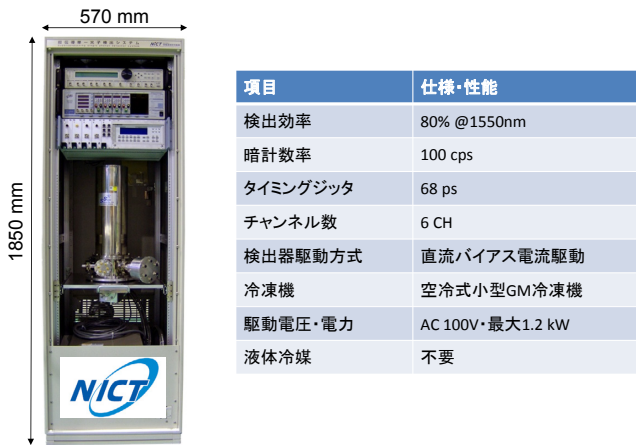 570 mm
1850 mm
NICT
NICT
項目 仕様・性能
検出効率 80% @1550nm
暗計数率 100 cps
タイミングジッタ 68 ps
チャンネル数 6 CH
検出器駆動方式 直流バイアス電流駆動
冷凍機 空冷式小型GM冷凍機
駆動電圧・電力 AC 100V・最大1.2 kW
液体冷媒 不要